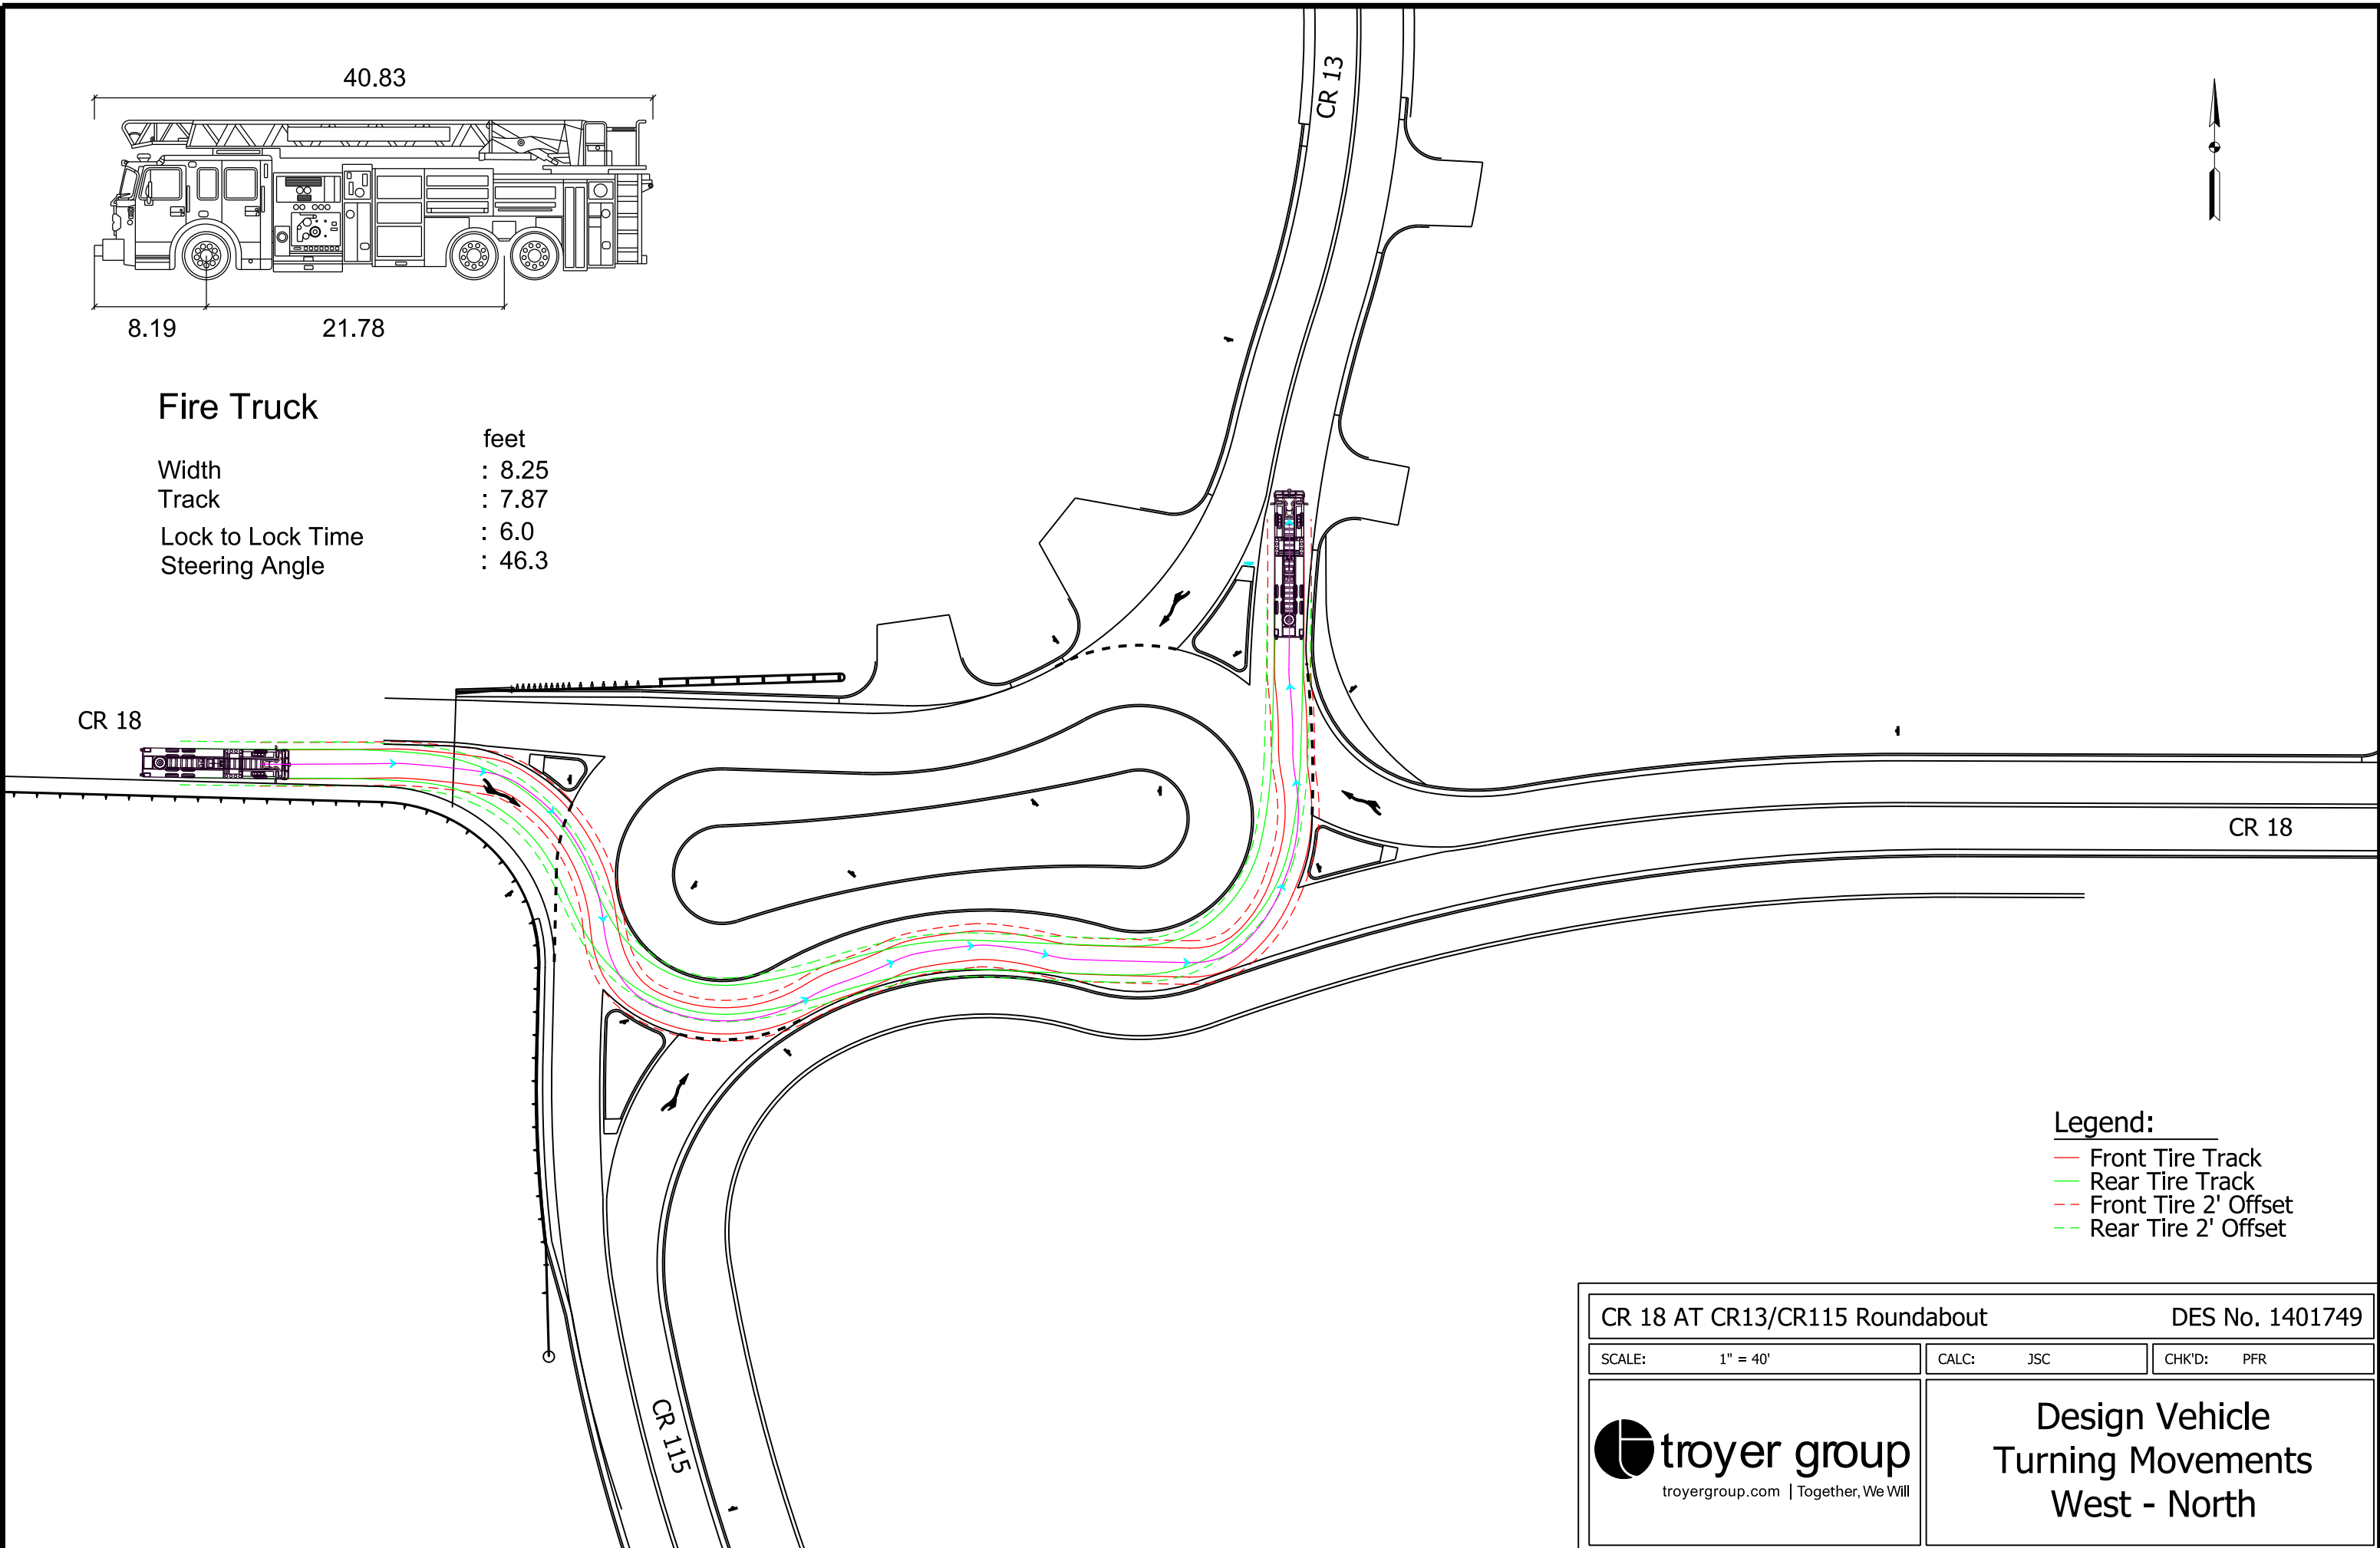 40.83
8.19
21.78
Fire Truck
feet
Width : 8.25
Track : 7.87
Lock to Lock Time : 6.0
Steering Angle : 46.3
CR 13
CR 18
CR 18
CR 115
Legend:
Front Tire Track
Rear Tire Track
Front Tire 2' Offset
Rear Tire 2' Offset
CR 18 AT CR13/CR115 Roundabout DES No. 1401749
SCALE: 1" = 40' CALC: JSC CHK'D: PFR
troyer group
troyergroup.com | Together, We Will
Design Vehicle
Turning Movements
West - North